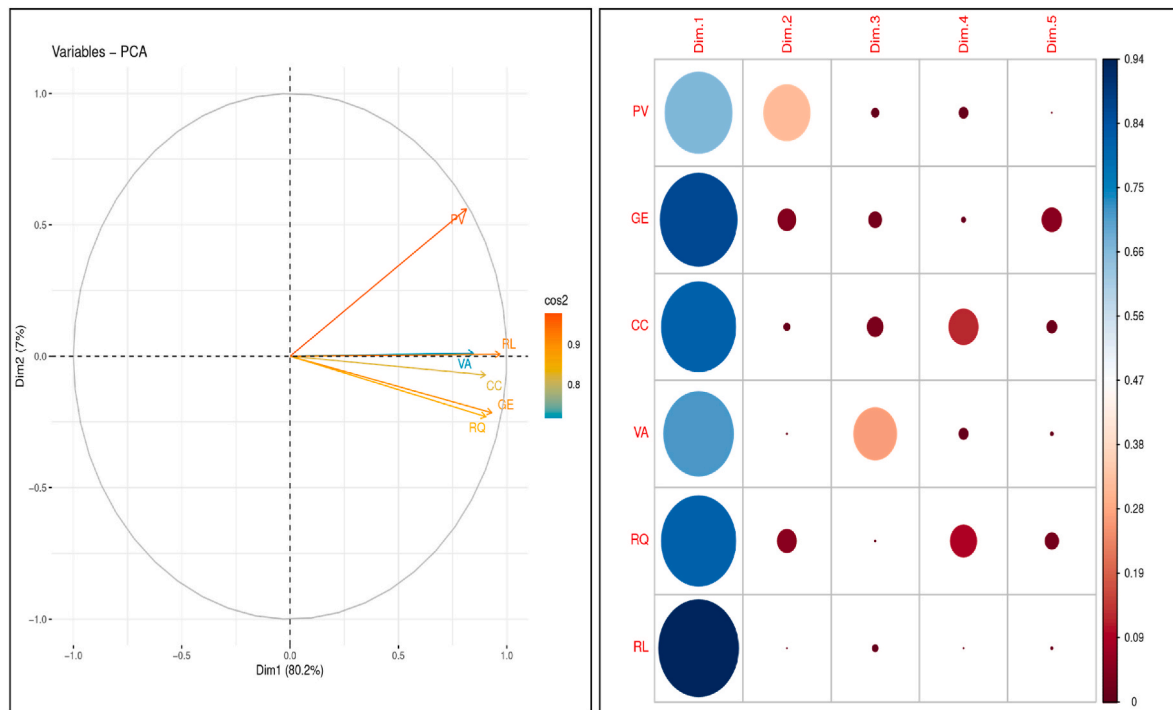 Variables – PCA
1.0
0.5
0.0
−0.5
−1.0
Dim2 (7%)
PV
RL
VA
CC
GE
RQ
−1.0 −0.5 0.0 0.5 1.0
Dim1 (80.2%)
cos2
0.9
0.8
Dim.1 Dim.2 Dim.3 Dim.4 Dim.5
PV
GE
CC
VA
RQ
RL
0.94
0.84
0.75
0.66
0.56
0.47
0.38
0.28
0.19
0.09
0